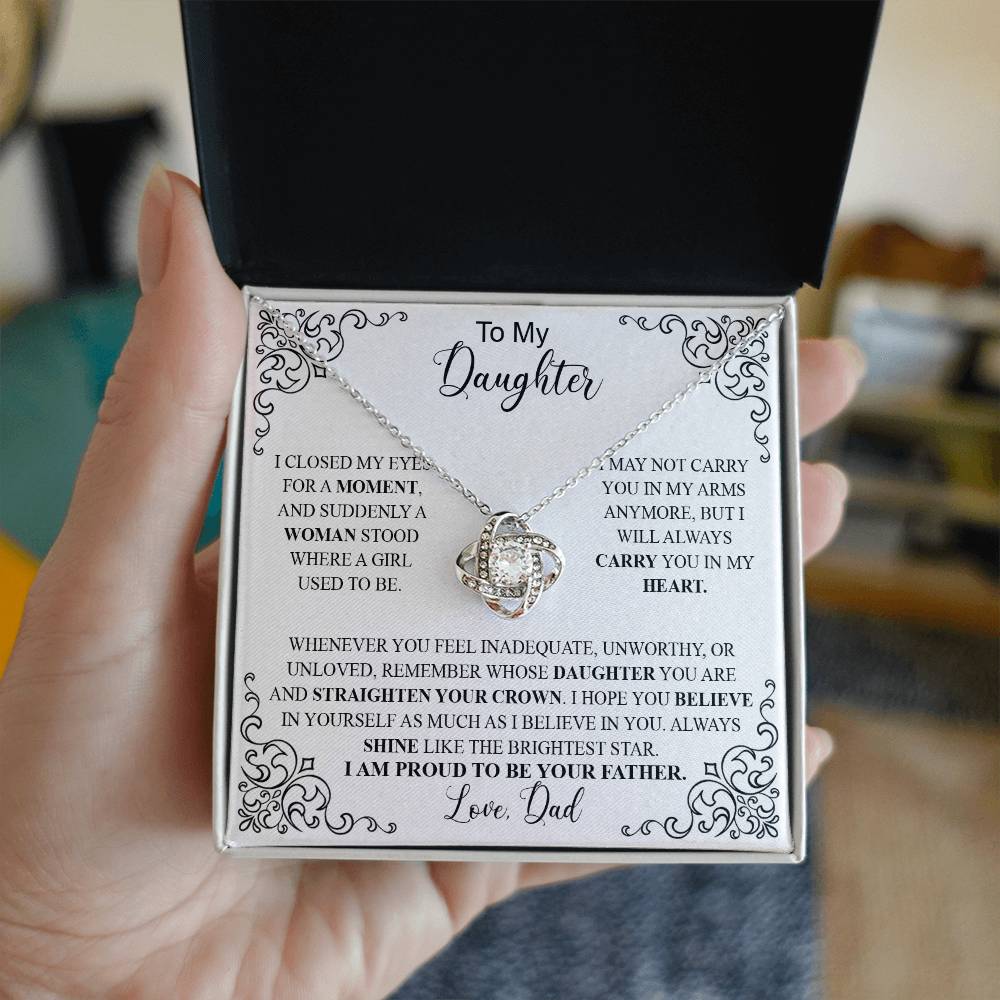 To My
Daughter
I CLOSED MY EYES
FOR A MOMENT,
AND SUDDENLY A
WOMAN STOOD
WHERE A GIRL
USED TO BE.
I MAY NOT CARRY
YOU IN MY ARMS
ANYMORE, BUT I
WILL ALWAYS
CARRY YOU IN MY
HEART.
WHENEVER YOU FEEL INADEQUATE, UNWORTHY, OR
UNLOVED, REMEMBER WHOSE DAUGHTER YOU ARE
AND STRAIGHTEN YOUR CROWN. I HOPE YOU BELIEVE
IN YOURSELF AS MUCH AS I BELIEVE IN YOU. ALWAYS
SHINE LIKE THE BRIGHTEST STAR.
I AM PROUD TO BE YOUR FATHER.
Love, Dad